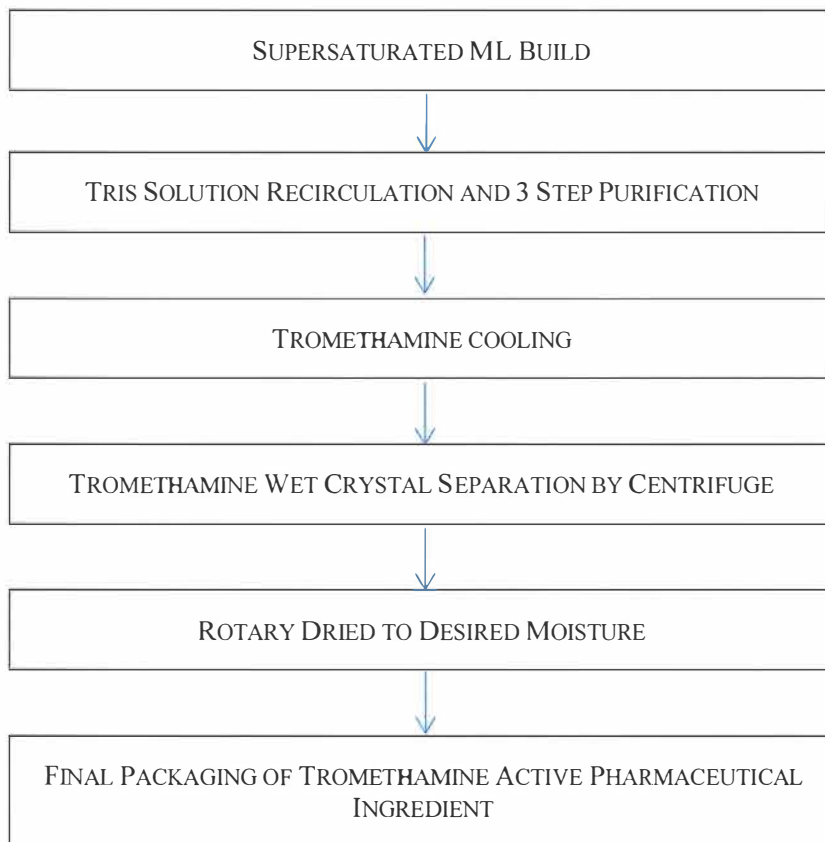 SUPERSATURATED ML BUILD
TRIS SOLUTION RECIRCULATION AND 3 STEP PURIFICATION
TROMETHAMINE COOLING
TROMETHAMINE WET CRYSTAL SEPARATION BY CENTRIFUGE
ROTARY DRIED TO DESIRED MOISTURE
FINAL PACKAGING OF TROMETHAMINE ACTIVE PHARMACEUTICAL
INGREDIENT